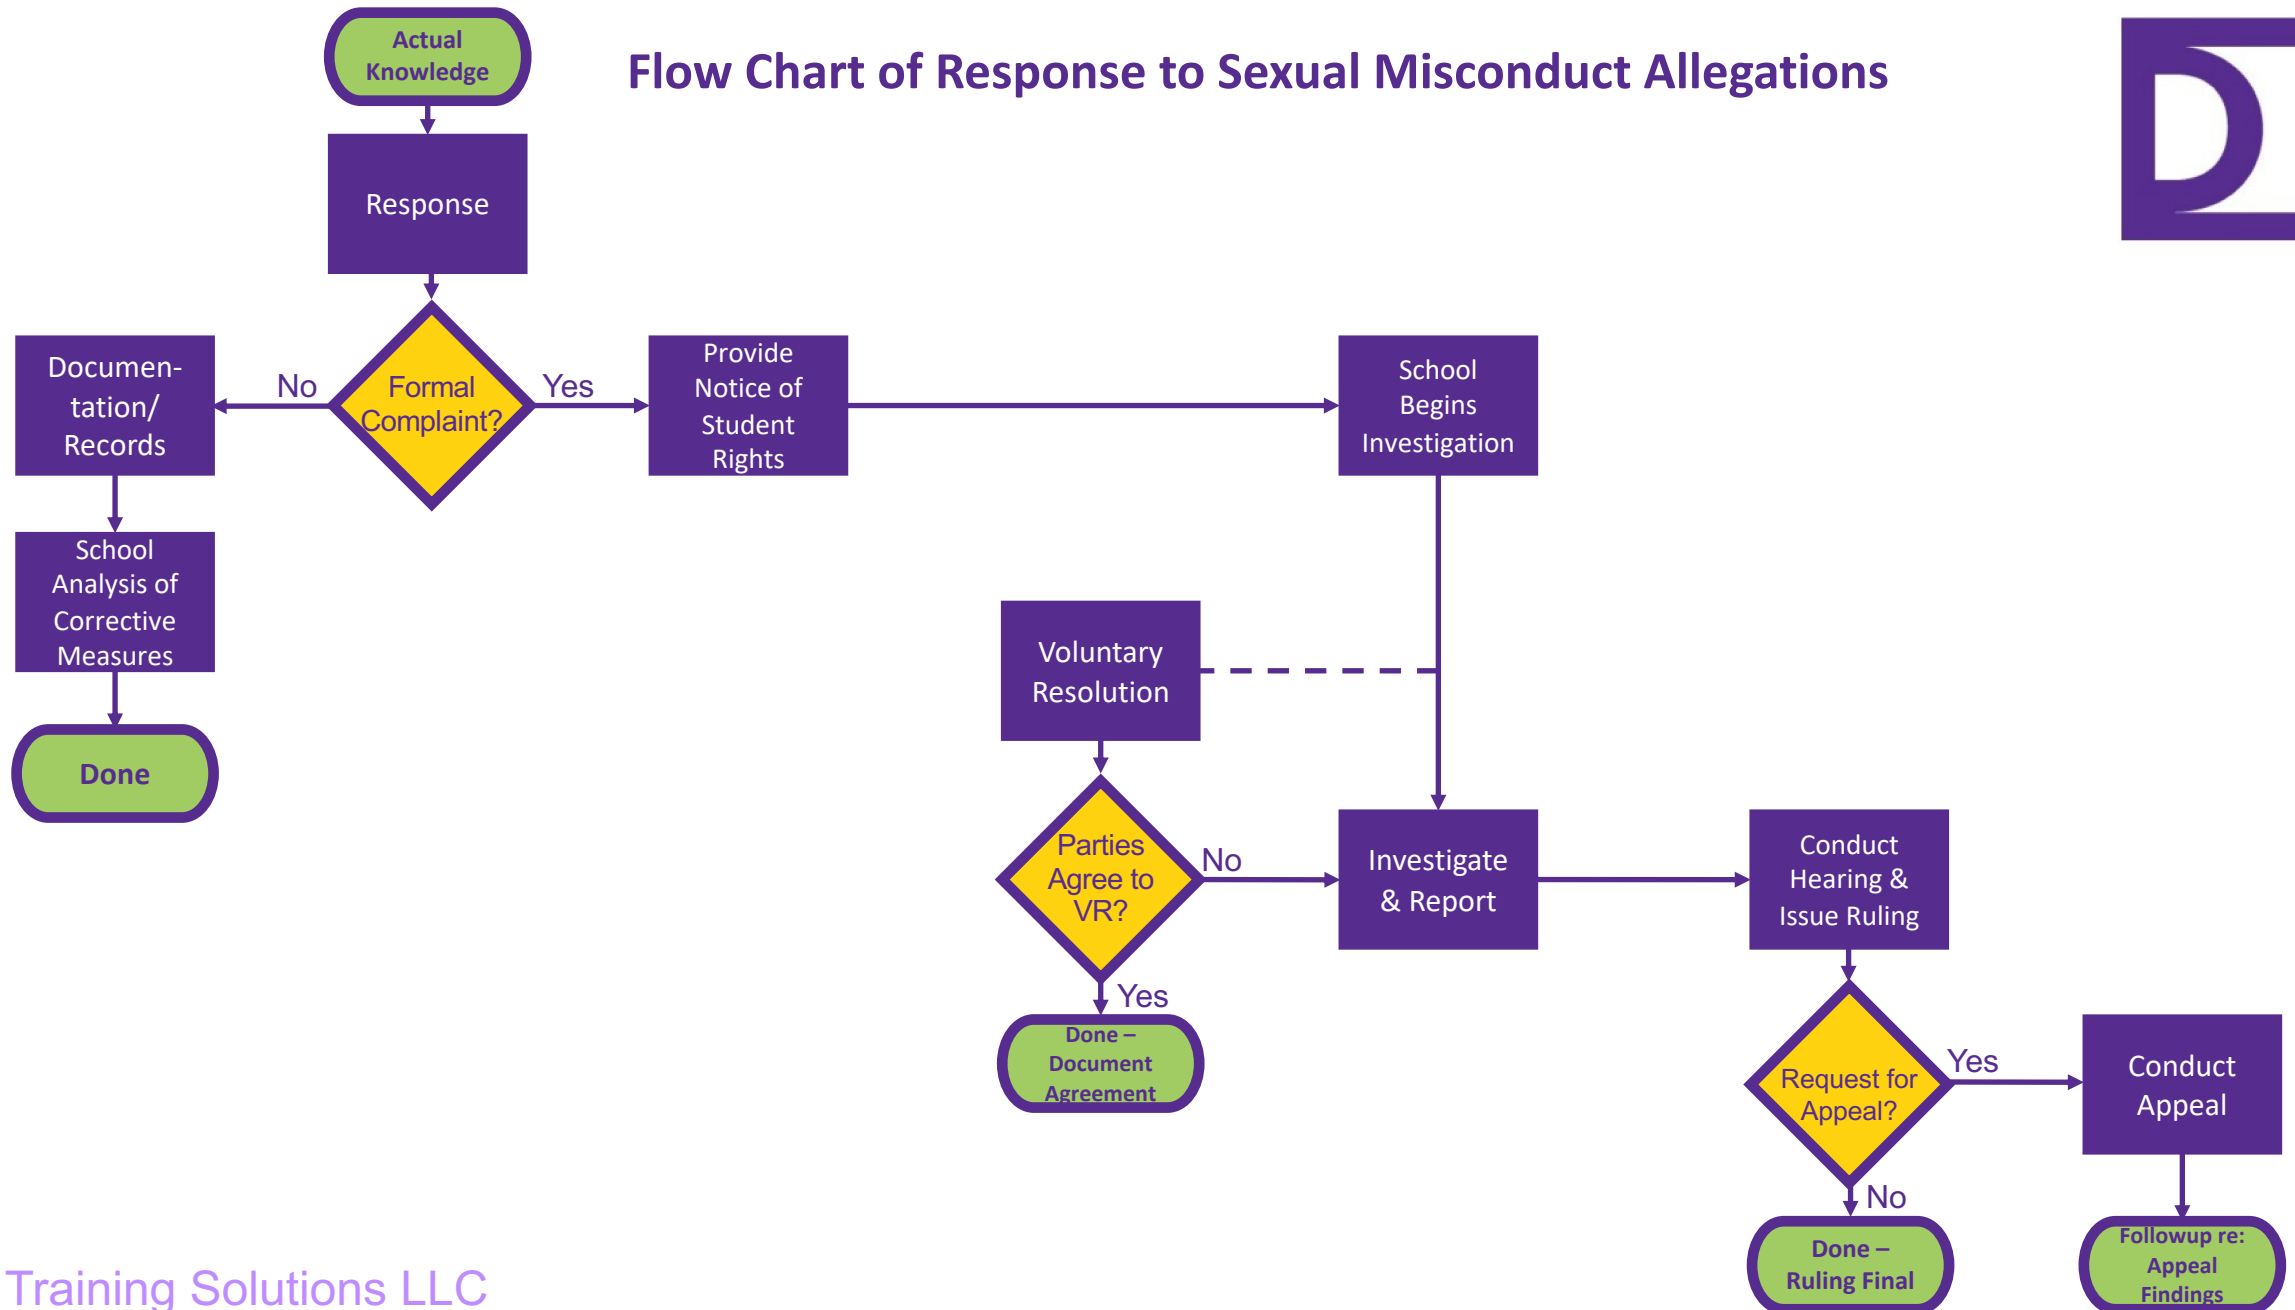 Actual
Knowledge
Flow Chart of Response to Sexual Misconduct Allegations
D
Response
Documen-
tation/
Records
No
Formal
Complaint?
Yes
Provide
Notice of
Student
Rights
School
Begins
Investigation
School
Analysis of
Corrective
Measures
Done
Voluntary
Resolution
Parties
Agree to
VR?
No
Investigate
& Report
Conduct
Hearing &
Issue Ruling
Yes
Done –
Document
Agreement
Request for
Appeal?
Yes
Conduct
Appeal
No
Done –
Ruling Final
Followup re:
Appeal
Findings
Training Solutions LLC